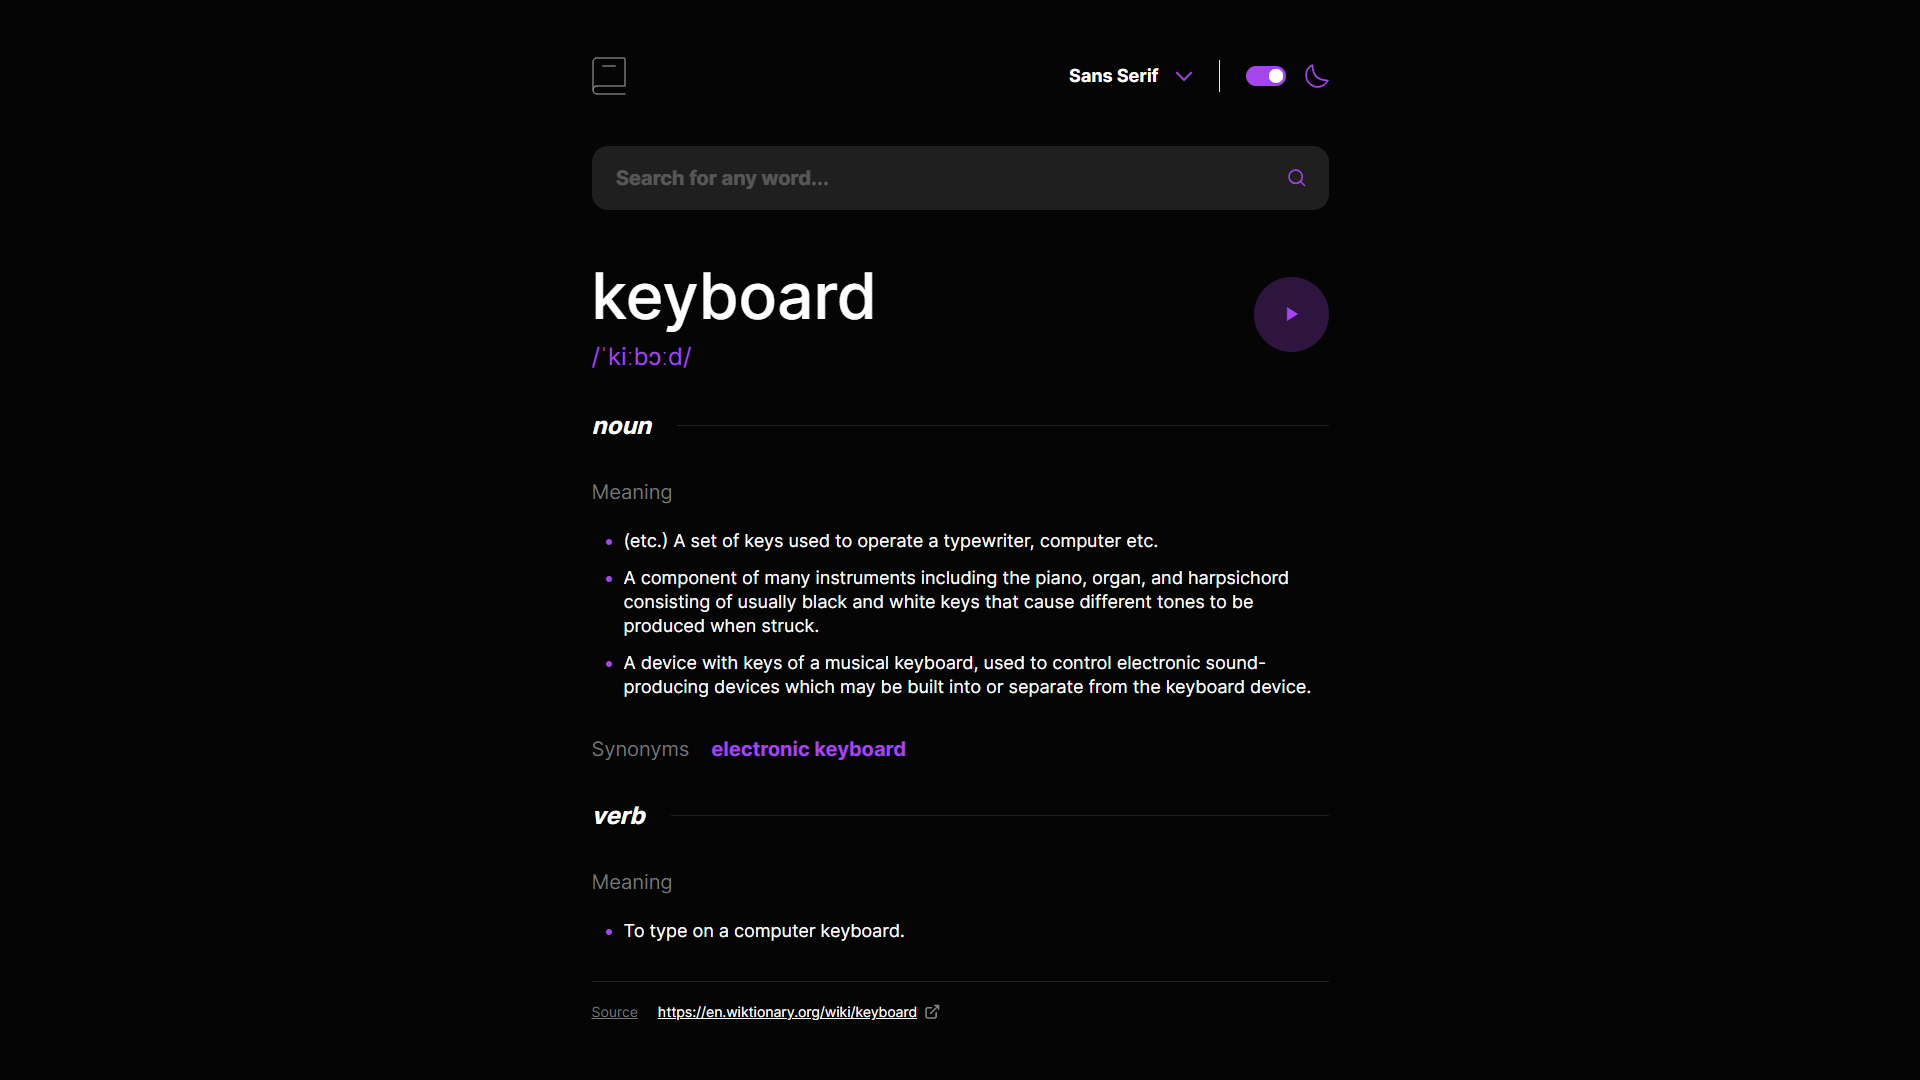 Sans Serif
Search for any word...
keyboard
/ˈkiːbɔːd/
noun
Meaning
(etc.) A set of keys used to operate a typewriter, computer etc.
A component of many instruments including the piano, organ, and harpsichord
consisting of usually black and white keys that cause different tones to be
produced when struck.
A device with keys of a musical keyboard, used to control electronic sound-
producing devices which may be built into or separate from the keyboard device.
Synonyms electronic keyboard
verb
Meaning
To type on a computer keyboard.
Source https://en.wiktionary.org/wiki/keyboard